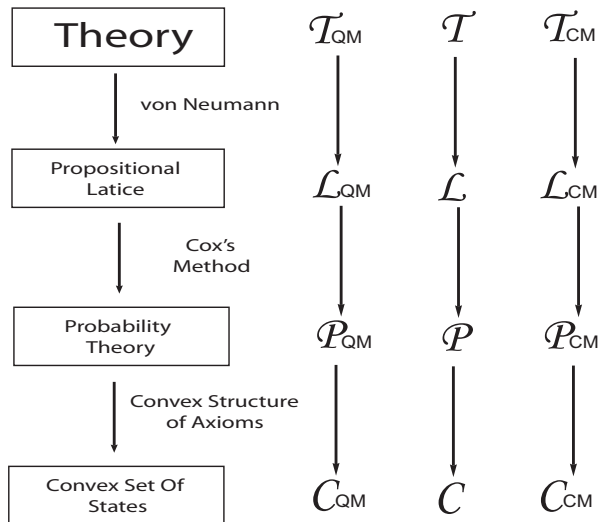 Theory
𝒯QM 𝒯 𝒯CM
von Neumann
Propositional
Latice
ℒQM ℒ ℒCM
Cox's
Method
Probability
Theory
𝒫QM 𝒫 𝒫CM
Convex Structure
of Axioms
Convex Set Of
States
𝒞QM 𝒞 𝒞CM